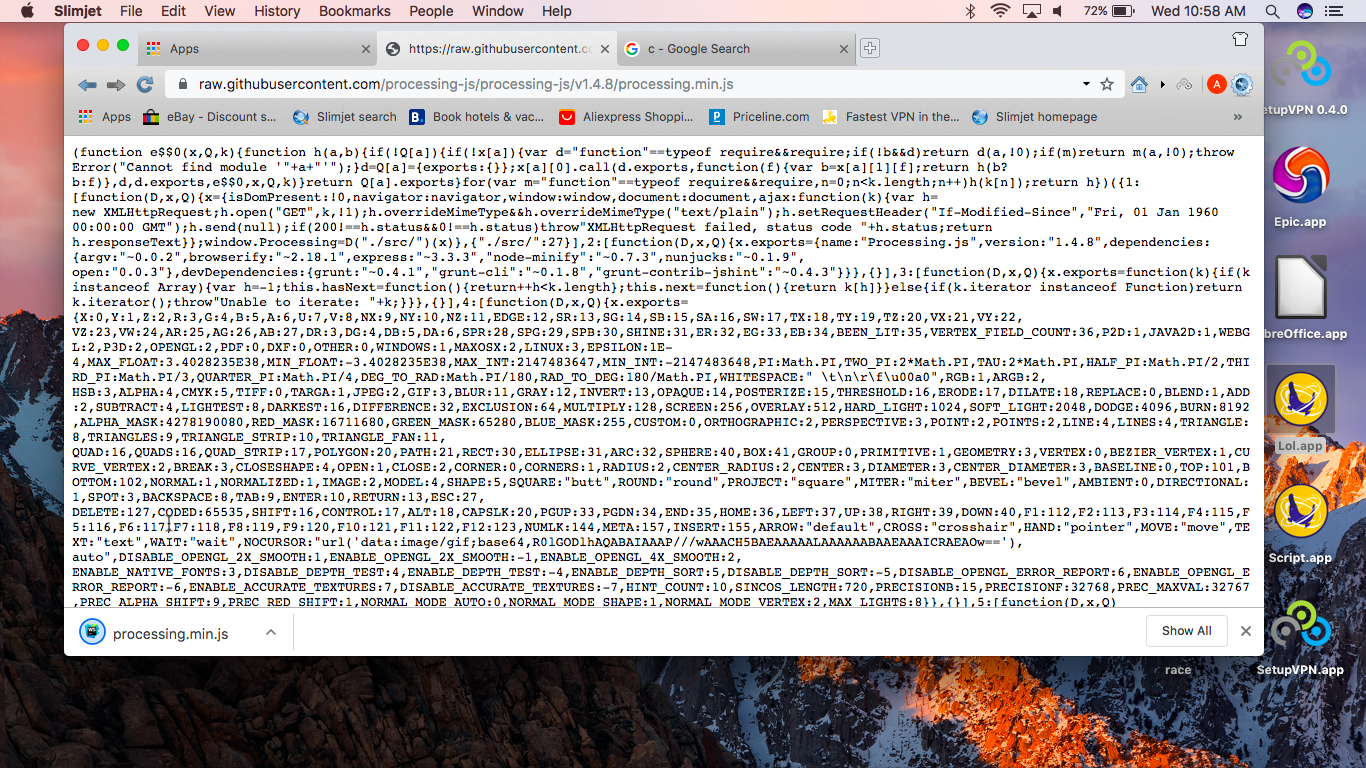 Slimjet File Edit View History Bookmarks People Window Help 72% Wed 10:58 AM
Apps https://raw.githubusercontent.c c - Google Search
raw.githubusercontent.com/processing-js/processing-js/v1.4.8/processing.min.js A
Apps eBay - Discount s... Slimjet search B. Book hotels & vac... Aliexpress Shoppi... P Priceline.com Fastest VPN in the... Slimjet homepage »
(function e$$0(x,Q,k){function h(a,b){if(!Q[a]){if(!x[a]){var d="function"==typeof require&&require;if(!b&&d)return d(a,!0);if(m)return m(a,!0);throw
Error("Cannot find module '"+a+"'");}d=Q[a]={exports:{}};x[a][0].call(d.exports,function(f){var b=x[a][1][f];return h(b?
b:f)},d,d.exports,e$$0,x,Q,k)}return Q[a].exports}for(var m="function"==typeof require&&require,n=0;n<k.length;n++)h(k[n]);return h})({1:
[function(D,x,Q){x={isDomPresent:!0,navigator:navigator,window:window,document:document,ajax:function(k){var h=
new XMLHttpRequest;h.open("GET",k,!1);h.overrideMimeType&&h.overrideMimeType("text/plain");h.setRequestHeader("If-Modified-Since","Fri, 01 Jan 1960
00:00:00 GMT");h.send(null);if(200!==h.status&&0!==h.status)throw"XMLHttpRequest failed, status code "+h.status;return
h.responseText}};window.Processing=D("./src/")(x)},{"./src/":27}],2:[function(D,x,Q){x.exports={name:"Processing.js",version:"1.4.8",dependencies:
{argv:"~0.0.2",browserify:"~2.18.1",express:"~3.3.3","node-minify":"~0.7.3",nunjucks:"~0.1.9",
open:"0.0.3"},devDependencies:{grunt:"~0.4.1","grunt-cli":"~0.1.8","grunt-contrib-jshint":"~0.4.3"}}},{}],3:[function(D,x,Q){x.exports=function(k){if(k
instanceof Array){var h=-1;this.hasNext=function(){return++h<k.length};this.next=function(){return k[h]}}else{if(k.iterator instanceof Function)return
k.iterator();throw"Unable to iterate: "+k;}}},{}],4:[function(D,x,Q){x.exports=
{X:0,Y:1,Z:2,R:3,G:4,B:5,A:6,U:7,V:8,NX:9,NY:10,NZ:11,EDGE:12,SR:13,SG:14,SB:15,SA:16,SW:17,TX:18,TY:19,TZ:20,VX:21,VY:22,
VZ:23,VW:24,AR:25,AG:26,AB:27,DR:3,DG:4,DB:5,DA:6,SPR:28,SPG:29,SPB:30,SHINE:31,ER:32,EG:33,EB:34,BEEN_LIT:35,VERTEX_FIELD_COUNT:36,P2D:1,JAVA2D:1,WEBG
L:2,P3D:2,OPENGL:2,PDF:0,DXF:0,OTHER:0,WINDOWS:1,MAXOSX:2,LINUX:3,EPSILON:1E-
4,MAX_FLOAT:3.4028235E38,MIN_FLOAT:-3.4028235E38,MAX_INT:2147483647,MIN_INT:-2147483648,PI:Math.PI,TWO_PI:2*Math.PI,TAU:2*Math.PI,HALF_PI:Math.PI/2,THI
RD_PI:Math.PI/3,QUARTER_PI:Math.PI/4,DEG_TO_RAD:Math.PI/180,RAD_TO_DEG:180/Math.PI,WHITESPACE:" \t\n\r\f\u00a0",RGB:1,ARGB:2,
HSB:3,ALPHA:4,CMYK:5,TIFF:0,TARGA:1,JPEG:2,GIF:3,BLUR:11,GRAY:12,INVERT:13,OPAQUE:14,POSTERIZE:15,THRESHOLD:16,ERODE:17,DILATE:18,REPLACE:0,BLEND:1,ADD
:2,SUBTRACT:4,LIGHTEST:8,DARKEST:16,DIFFERENCE:32,EXCLUSION:64,MULTIPLY:128,SCREEN:256,OVERLAY:512,HARD_LIGHT:1024,SOFT_LIGHT:2048,DODGE:4096,BURN:8192
,ALPHA_MASK:4278190080,RED_MASK:16711680,GREEN_MASK:65280,BLUE_MASK:255,CUSTOM:0,ORTHOGRAPHIC:2,PERSPECTIVE:3,POINT:2,POINTS:2,LINE:4,LINES:4,TRIANGLE:
8,TRIANGLES:9,TRIANGLE_STRIP:10,TRIANGLE_FAN:11,
QUAD:16,QUADS:16,QUAD_STRIP:17,POLYGON:20,PATH:21,RECT:30,ELLIPSE:31,ARC:32,SPHERE:40,BOX:41,GROUP:0,PRIMITIVE:1,GEOMETRY:3,VERTEX:0,BEZIER_VERTEX:1,CU
RVE_VERTEX:2,BREAK:3,CLOSESHAPE:4,OPEN:1,CLOSE:2,CORNER:0,CORNERS:1,RADIUS:2,CENTER_RADIUS:2,CENTER:3,DIAMETER:3,CENTER_DIAMETER:3,BASELINE:0,TOP:101,B
OTTOM:102,NORMAL:1,NORMALIZED:1,IMAGE:2,MODEL:4,SHAPE:5,SQUARE:"butt",ROUND:"round",PROJECT:"square",MITER:"miter",BEVEL:"bevel",AMBIENT:0,DIRECTIONAL:
1,SPOT:3,BACKSPACE:8,TAB:9,ENTER:10,RETURN:13,ESC:27,
DELETE:127,CODED:65535,SHIFT:16,CONTROL:17,ALT:18,CAPSLK:20,PGUP:33,PGDN:34,END:35,HOME:36,LEFT:37,UP:38,RIGHT:39,DOWN:40,F1:112,F2:113,F3:114,F4:115,F
5:116,F6:117,F7:118,F8:119,F9:120,F10:121,F11:122,F12:123,NUMLK:144,META:157,INSERT:155,ARROW:"default",CROSS:"crosshair",HAND:"pointer",MOVE:"move",TE
XT:"text",WAIT:"wait",NOCURSOR:"url('data:image/gif;base64,R0lGODlhAQABAIAAAP///wAAACH5BAEAAAAALAAAAAABAAEAAAICRAEAOw=='),
auto",DISABLE_OPENGL_2X_SMOOTH:1,ENABLE_OPENGL_2X_SMOOTH:-1,ENABLE_OPENGL_4X_SMOOTH:2,
ENABLE_NATIVE_FONTS:3,DISABLE_DEPTH_TEST:4,ENABLE_DEPTH_TEST:-4,ENABLE_DEPTH_SORT:5,DISABLE_DEPTH_SORT:-5,DISABLE_OPENGL_ERROR_REPORT:6,ENABLE_OPENGL_E
RROR_REPORT:-6,ENABLE_ACCURATE_TEXTURES:7,DISABLE_ACCURATE_TEXTURES:-7,HINT_COUNT:10,SINCOS_LENGTH:720,PRECISIONB:15,PRECISIONF:32768,PREC_MAXVAL:32767
,PREC_ALPHA_SHIFT:9,PREC_RED_SHIFT:1,NORMAL_MODE_AUTO:0,NORMAL_MODE_SHAPE:1,NORMAL_MODE_VERTEX:2,MAX_LIGHTS:8}},{}],5:[function(D,x,Q)
processing.min.js Show All
etupVPN 0.4.0
Epic.app
breOffice.app
Lol.app
Script.app
race SetupVPN.app